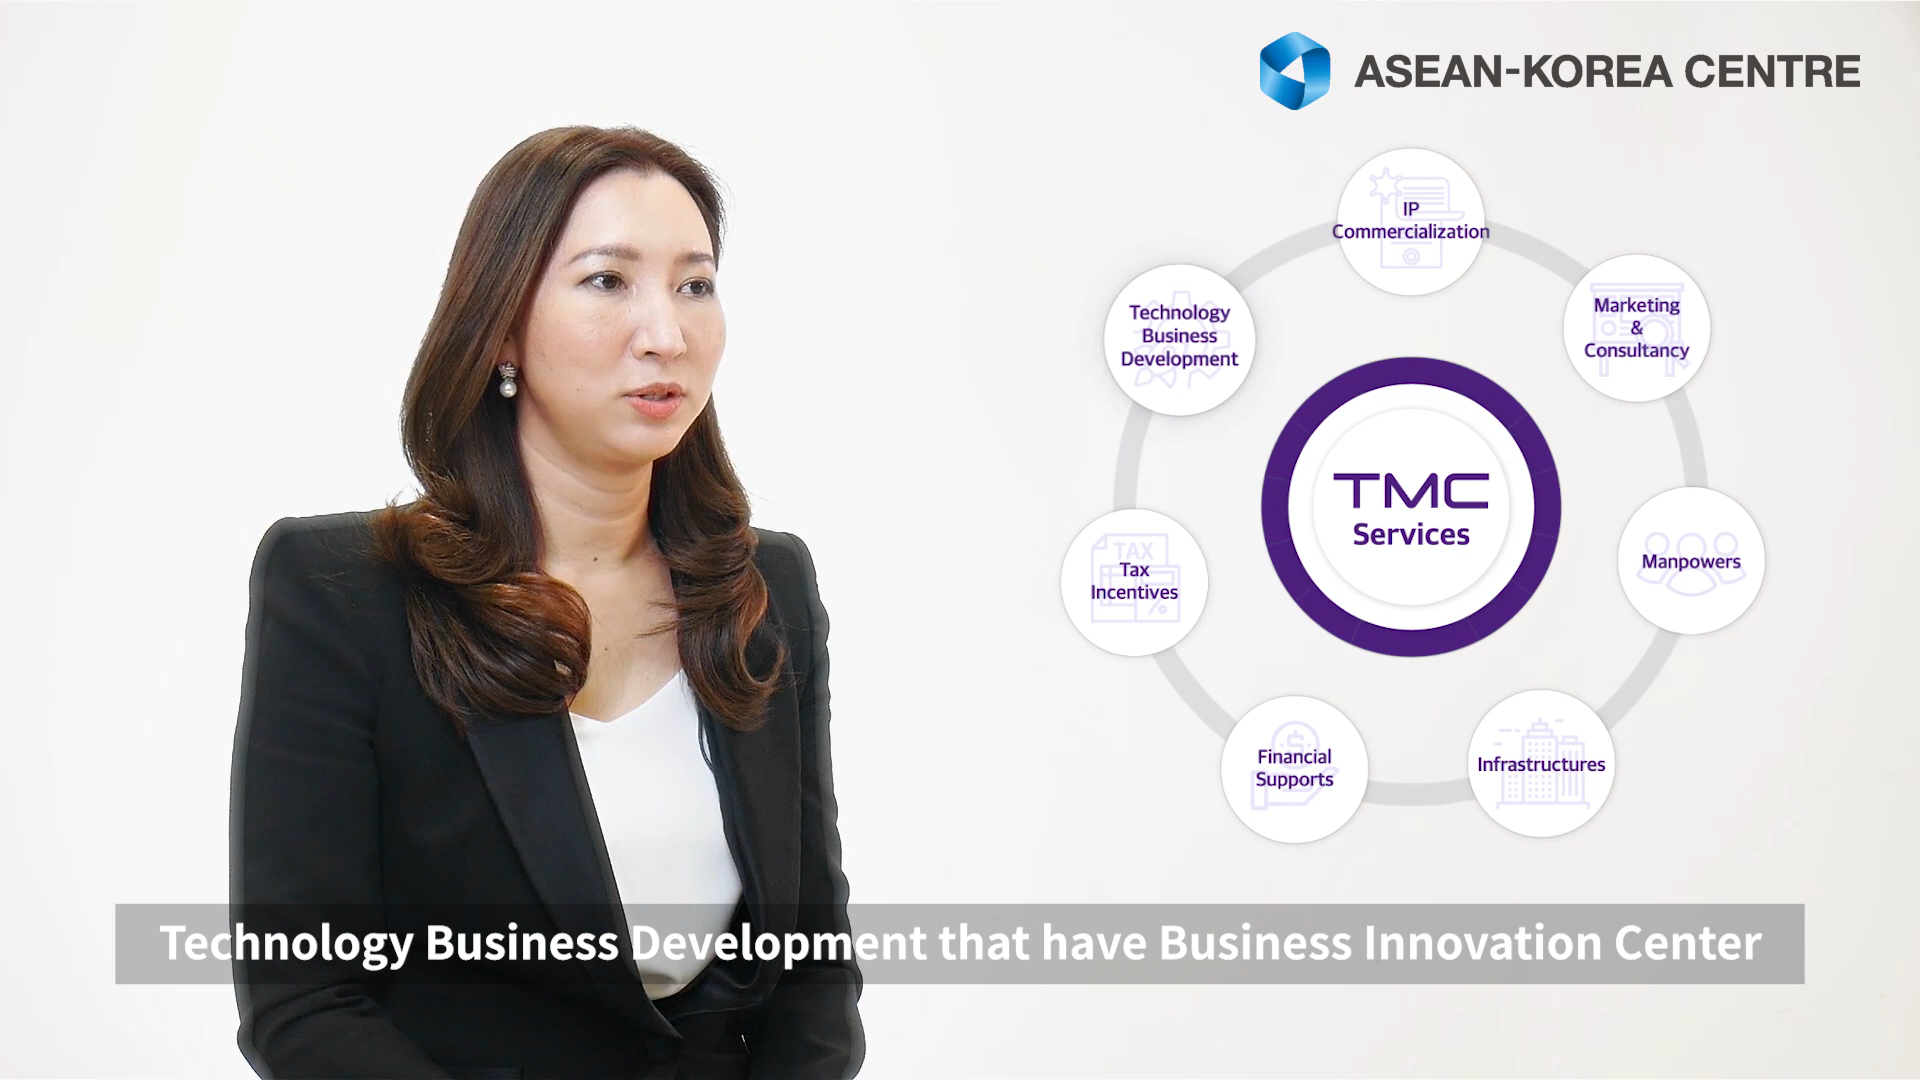 ASEAN-KOREA CENTRE
IP
Commercialization
Marketing
&
Consultancy
Technology
Business
Development
TMC
Services
Manpowers
TAX
Tax
Incentives
Financial
Supports
Infrastructures
Technology Business Development that have Business Innovation Center